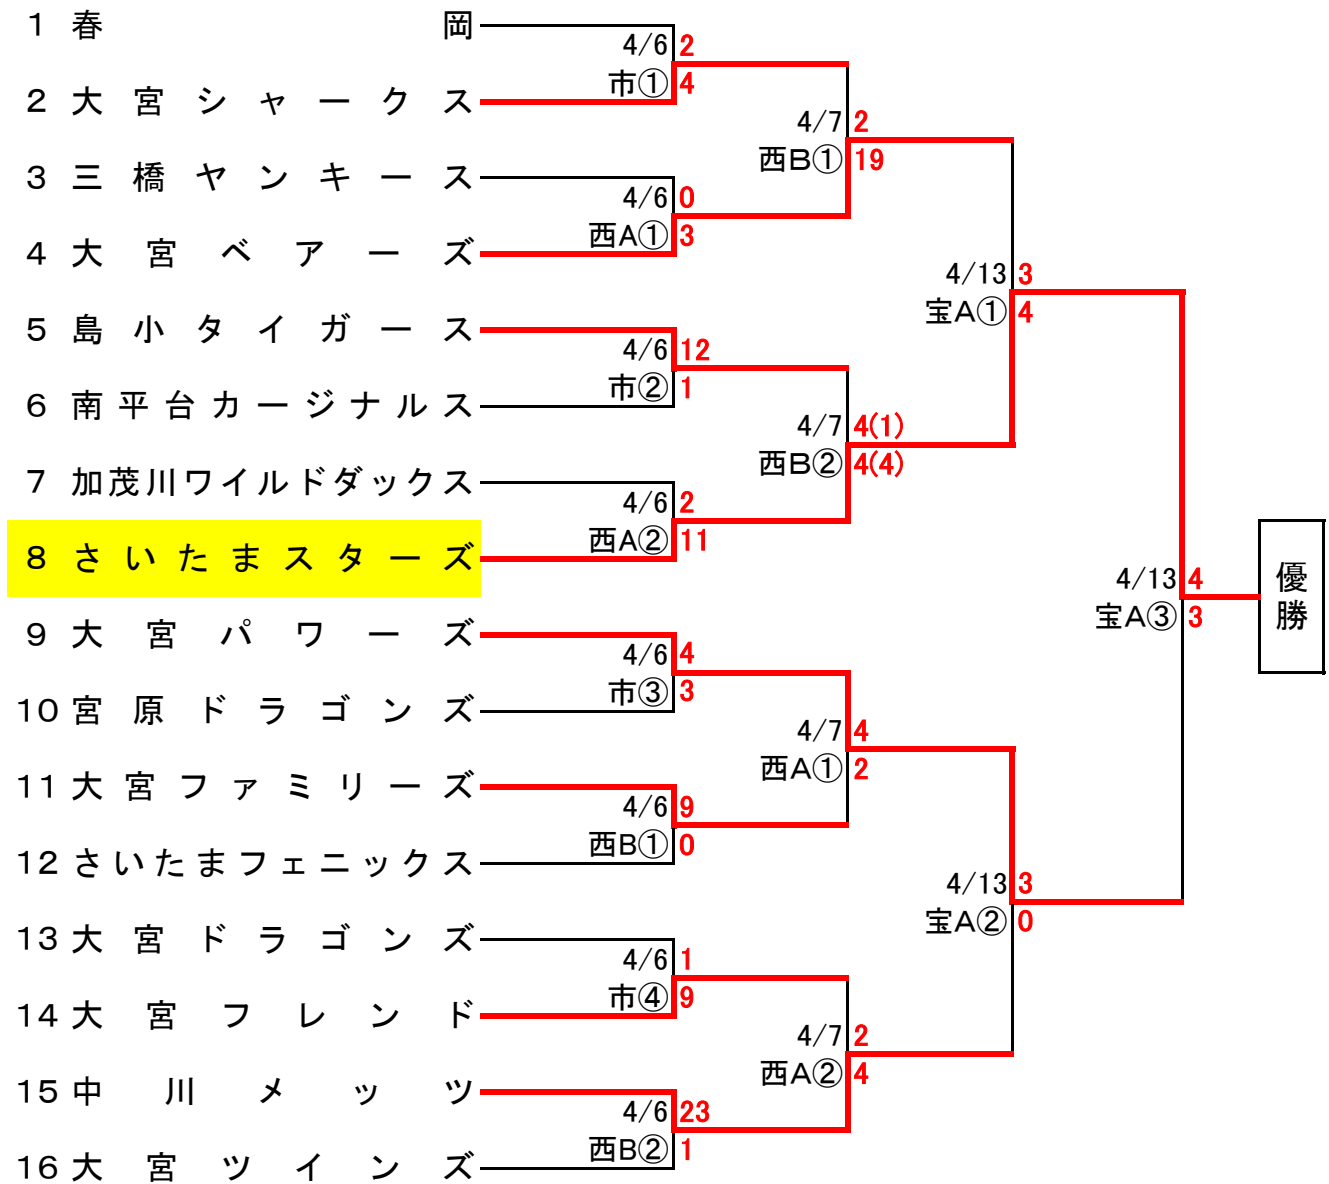 1 春岡
4/6 2
市① 4
2 大宮シャークス
4/7 2
西B① 19
3 三橋ヤンキース
4/6 0
西A① 3
4 大宮ベアーズ
4/13 3
宝A① 4
5 島小タイガース
4/6 12
市② 1
6 南平台カージナルス
4/7 4(1)
西B② 4(4)
7 加茂川ワイルドダックス
4/6 2
西A② 11
8 さいたまスターズ
4/13 4
宝A③ 3
優勝
9 大宮パワーズ
4/6 4
市③ 3
10 宮原ドラゴンズ
4/7 4
西A① 2
11 大宮ファミリーズ
4/6 9
西B① 0
12 さいたまフェニックス
4/13 3
宝A② 0
13 大宮ドラゴンズ
4/6 1
市④ 9
14 大宮フレンド
4/7 2
西A② 4
15 中川メッツ
4/6 23
西B② 1
16 大宮ツインズ